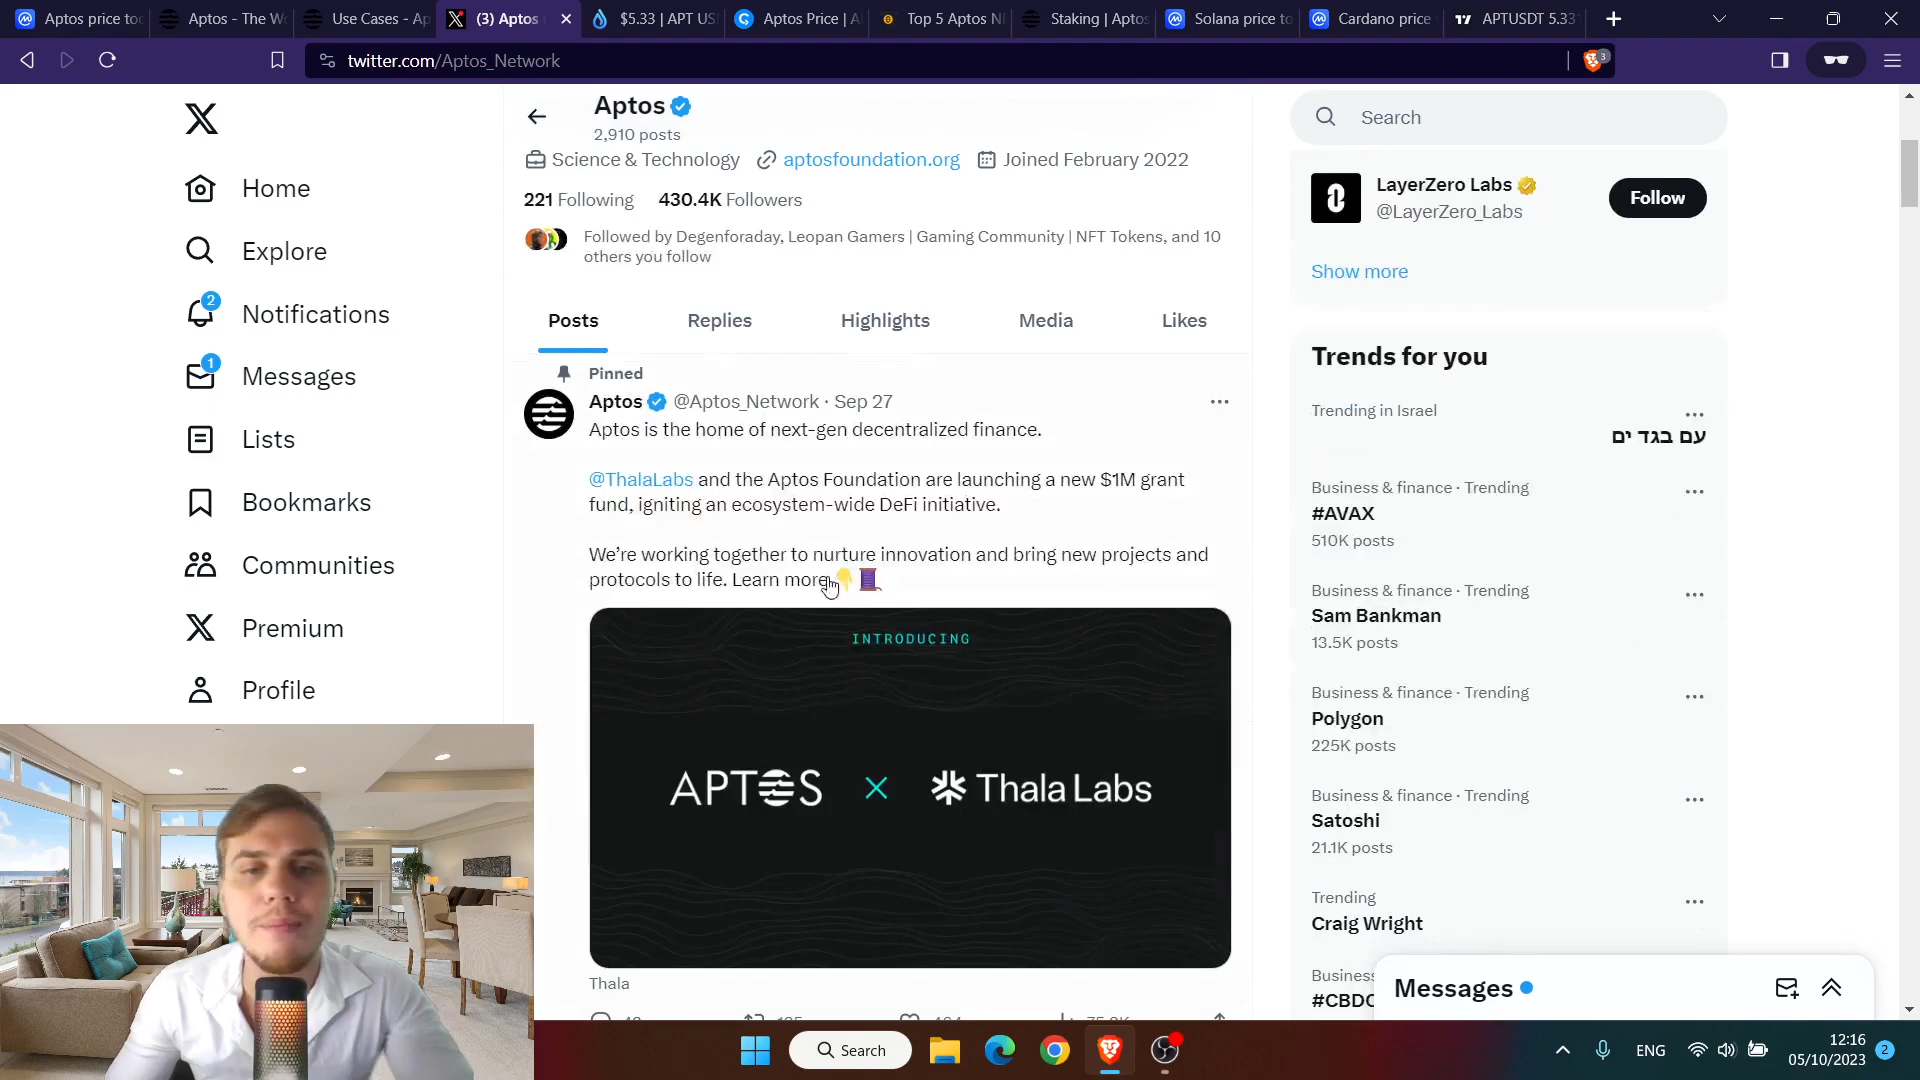 Aptos price to
Aptos - The W
Use Cases - Ap
(3) Aptos
$5.33 | APT US
Aptos Price | A
Top 5 Aptos N
Staking | Aptos
Solana price to
Cardano price
APTUSDT 5.33
twitter.com/Aptos_Network
3
Home
Explore
2
Notifications
1
Messages
Lists
Bookmarks
Communities
Premium
Profile
Aptos
2,910 posts
Science & Technology
aptosfoundation.org
Joined February 2022
221 Following
430.4K Followers
Followed by Degenforaday, Leopan Gamers | Gaming Community | NFT Tokens, and 10
others you follow
Posts
Replies
Highlights
Media
Likes
Pinned
Aptos @Aptos_Network · Sep 27
Aptos is the home of next-gen decentralized finance.
@ThalaLabs and the Aptos Foundation are launching a new $1M grant
fund, igniting an ecosystem-wide DeFi initiative.
We're working together to nurture innovation and bring new projects and
protocols to life. Learn more
INTRODUCING
APTOS
Thala Labs
Thala
Search
LayerZero Labs
@LayerZero_Labs
Follow
Show more
Trends for you
Trending in Israel
עם בגד ים
Business & finance · Trending
#AVAX
510K posts
Business & finance · Trending
Sam Bankman
13.5K posts
Business & finance · Trending
Polygon
225K posts
Business & finance · Trending
Satoshi
21.1K posts
Trending
Craig Wright
Busines
#CBDC
Messages
Search
ENG
12:16
05/10/2023
2